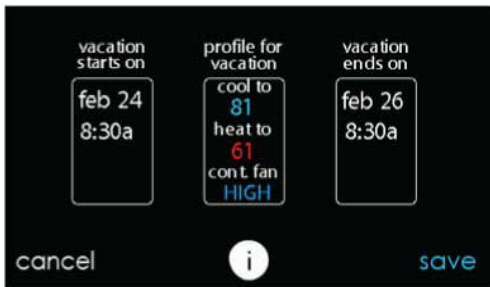 vacation
starts on
feb 24
8:30a
profile for
vacation
cool to
81
heat to
61
cont. fan
HIGH
vacation
ends on
feb 26
8:30a
cancel
i
save